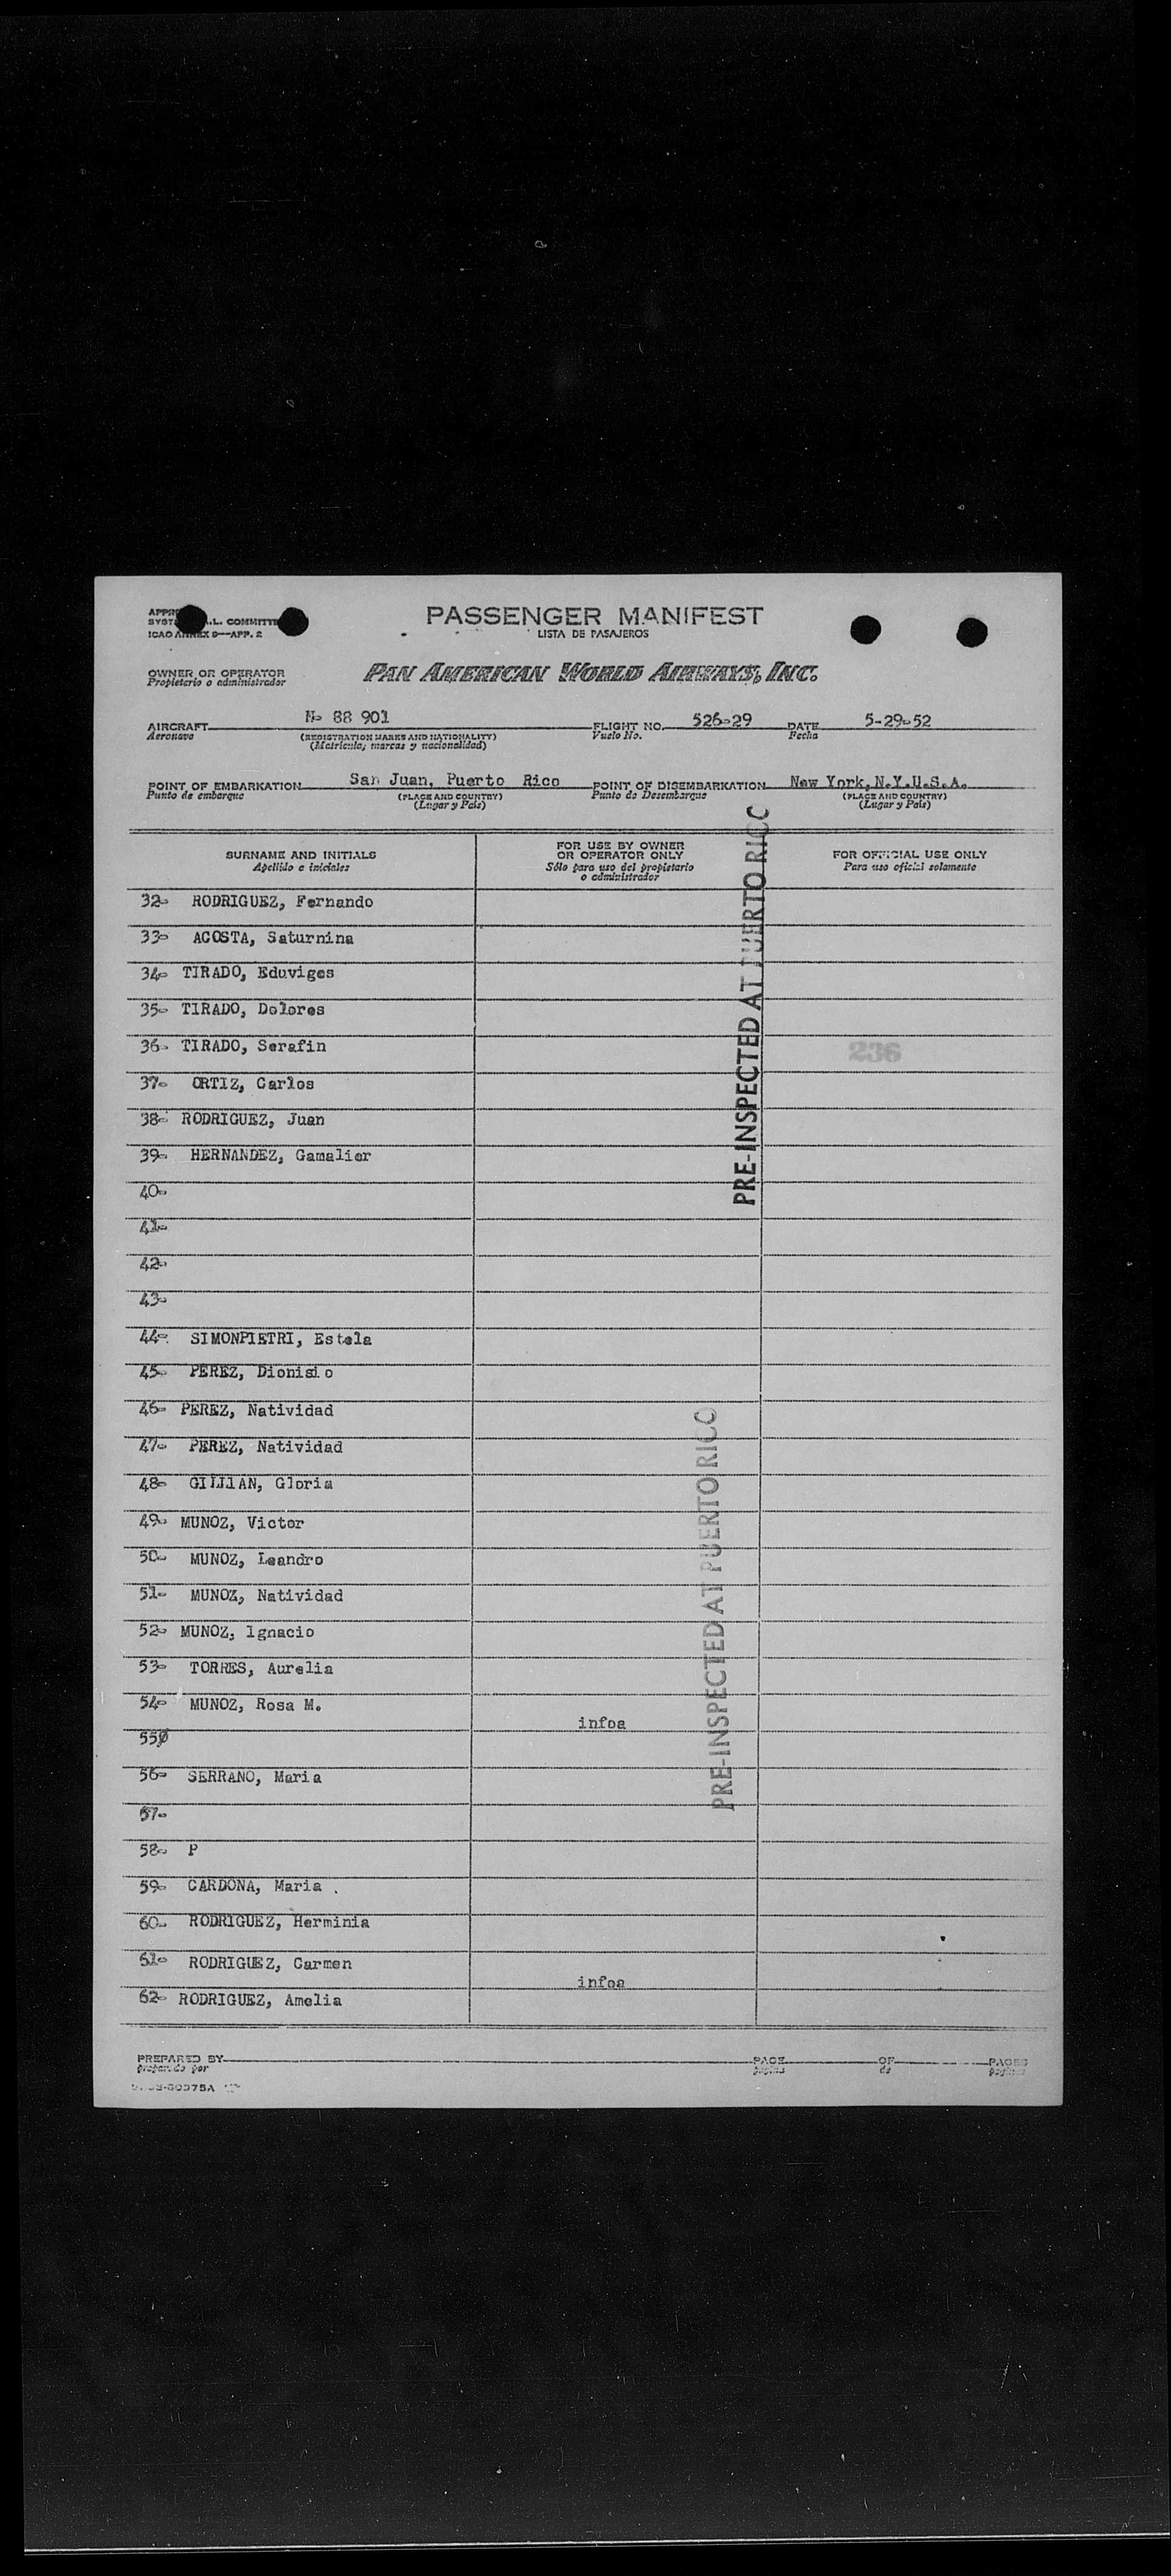 PASSENGER MANIFEST
LISTA DE PASAJEROS
ICAO ANNEX 9—APP. 2
OWNER OR OPERATOR
Propietario o administrador
PAN AMERICAN WORLD AIRWAYS, INC.
AIRCRAFT N- 88 901 FLIGHT NO. 526-29 DATE 5-29-52
Aeronave (REGISTRATION MARKS AND NATIONALITY) Vuelo No. Fecha
(Matricula, marcas y nacionalidad)
POINT OF EMBARKATION San Juan, Puerto Rico POINT OF DISEMBARKATION New York, N.Y.U.S.A.
Punto de embarque (PLACE AND COUNTRY) Punto de Desembarque (PLACE AND COUNTRY)
(Lugar y País) (Lugar y País)
SURNAME AND INITIALS
Apellido e iniciales
FOR USE BY OWNER
OR OPERATOR ONLY
Sólo para uso del propietario
o administrador
FOR OFFICIAL USE ONLY
Para uso oficial solamente
32- RODRIGUEZ, Fernando
33- ACOSTA, Saturnina
34- TIRADO, Eduviges
35- TIRADO, Dolores
36- TIRADO, Serafin
236
37- ORTIZ, Carlos
38- RODRIGUEZ, Juan
39- HERNANDEZ, Gamalier
40-
41-
42-
43-
44- SIMONPIETRI, Estela
45- PEREZ, Dionisio
46- PEREZ, Natividad
47- PEREZ, Natividad
48- GILLIAN, Gloria
49- MUNOZ, Victor
50- MUNOZ, Leandro
51- MUNOZ, Natividad
52- MUNOZ, Ignacio
53- TORRES, Aurelia
54- MUNOZ, Rosa M.
infoa
55
56- SERRANO, Maria
57-
58- P
59- CARDONA, Maria .
60- RODRIGUEZ, Herminia
61- RODRIGUEZ, Carmen
infoa
62- RODRIGUEZ, Amelia
PRE-INSPECTED AT PUERTO RICO
PRE-INSPECTED AT PUERTO RICO
PREPARED BY PAGE OF PAGES
preparado por página de páginas